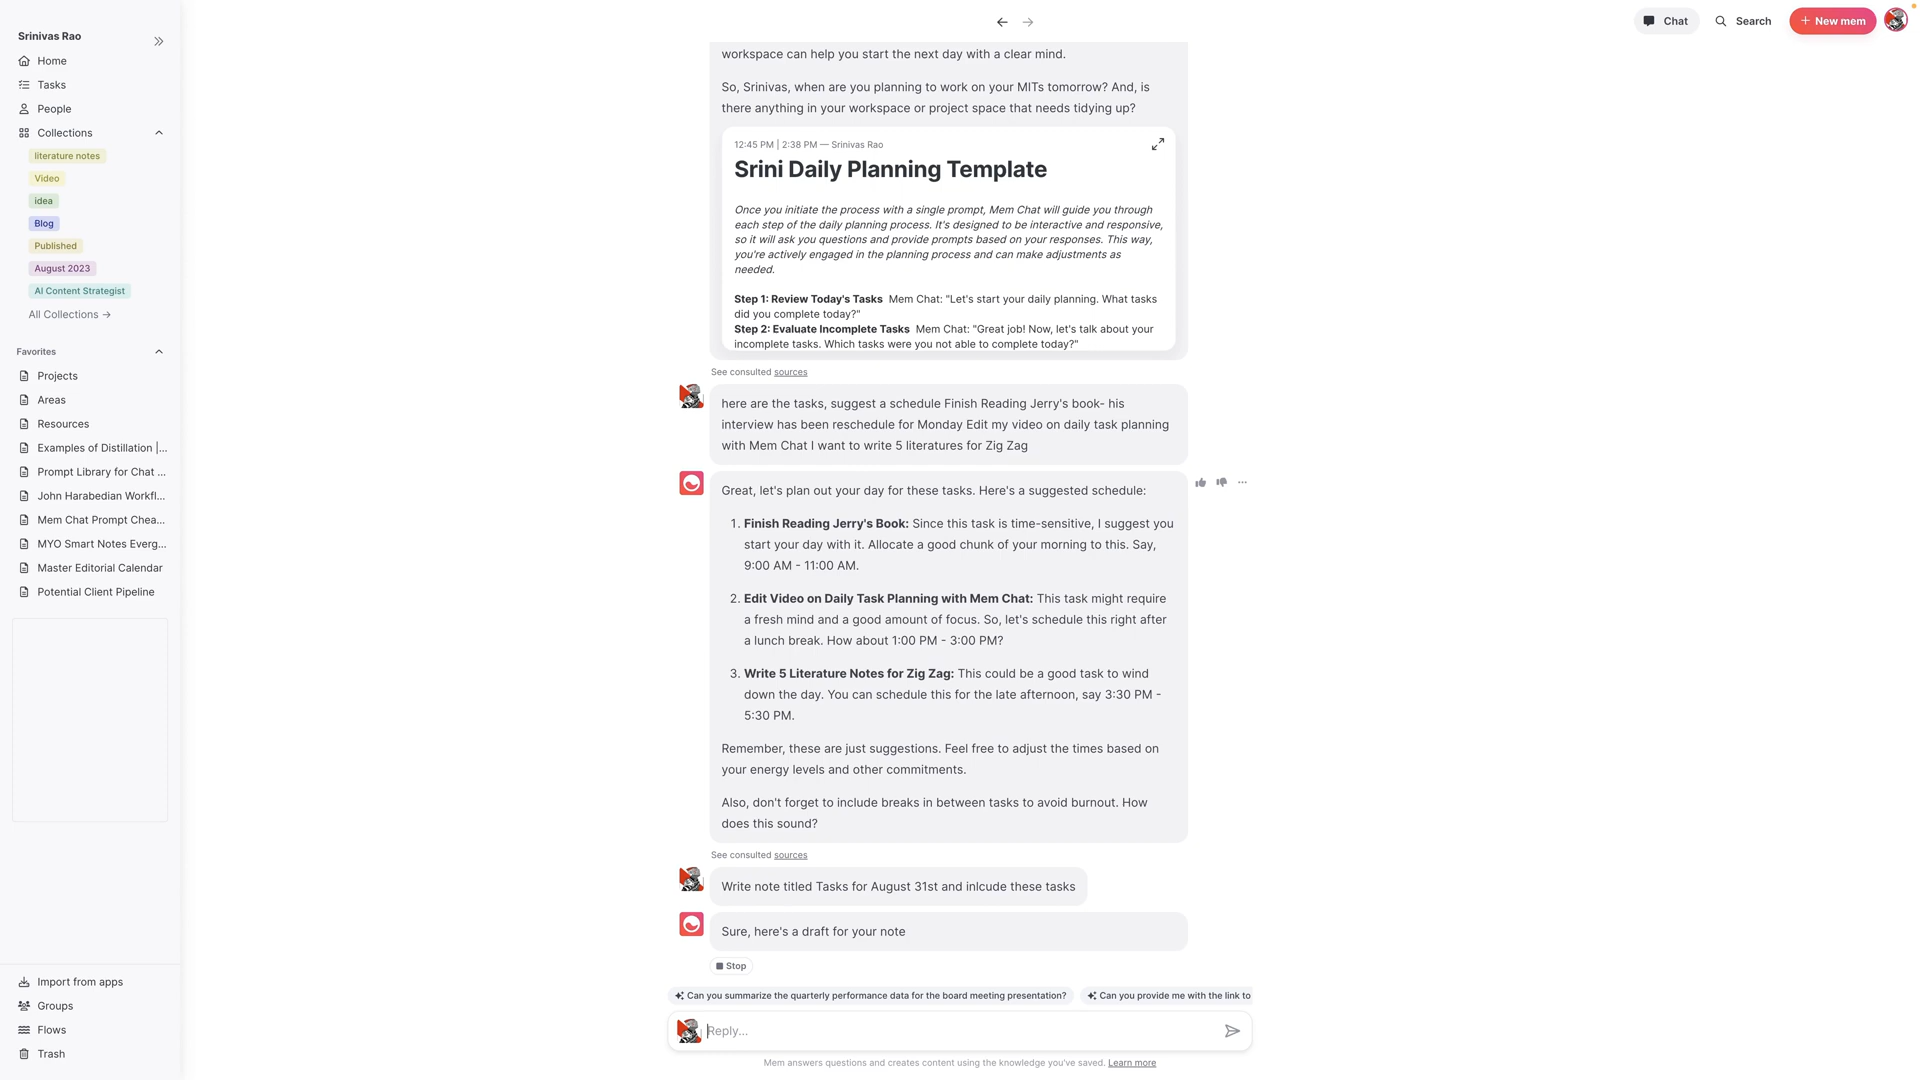 Srinivas Rao
Home
Tasks
People
Collections
literature notes
Video
idea
Blog
Published
August 2023
AI Content Strategist
All Collections →
Favorites
Projects
Areas
Resources
Examples of Distillation |...
Prompt Library for Chat ...
John Harabedian Workfl...
Mem Chat Prompt Chea...
MYO Smart Notes Everg...
Master Editorial Calendar
Potential Client Pipeline
Import from apps
Groups
Flows
Trash
Chat
Search
+ New mem
workspace can help you start the next day with a clear mind.
So, Srinivas, when are you planning to work on your MITs tomorrow? And, is
there anything in your workspace or project space that needs tidying up?
12:45 PM | 2:38 PM — Srinivas Rao
Srini Daily Planning Template
Once you initiate the process with a single prompt, Mem Chat will guide you through
each step of the daily planning process. It's designed to be interactive and responsive,
so it will ask you questions and provide prompts based on your responses. This way,
you're actively engaged in the planning process and can make adjustments as
needed.
Step 1: Review Today's Tasks Mem Chat: "Let's start your daily planning. What tasks
did you complete today?"
Step 2: Evaluate Incomplete Tasks Mem Chat: "Great job! Now, let's talk about your
incomplete tasks. Which tasks were you not able to complete today?"
See consulted sources
here are the tasks, suggest a schedule Finish Reading Jerry's book- his
interview has been reschedule for Monday Edit my video on daily task planning
with Mem Chat I want to write 5 literatures for Zig Zag
Great, let's plan out your day for these tasks. Here's a suggested schedule:
1. Finish Reading Jerry's Book: Since this task is time-sensitive, I suggest you
start your day with it. Allocate a good chunk of your morning to this. Say,
9:00 AM - 11:00 AM.
2. Edit Video on Daily Task Planning with Mem Chat: This task might require
a fresh mind and a good amount of focus. So, let's schedule this right after
a lunch break. How about 1:00 PM - 3:00 PM?
3. Write 5 Literature Notes for Zig Zag: This could be a good task to wind
down the day. You can schedule this for the late afternoon, say 3:30 PM -
5:30 PM.
Remember, these are just suggestions. Feel free to adjust the times based on
your energy levels and other commitments.
Also, don't forget to include breaks in between tasks to avoid burnout. How
does this sound?
See consulted sources
Write note titled Tasks for August 31st and inlcude these tasks
Sure, here's a draft for your note
Stop
Can you summarize the quarterly performance data for the board meeting presentation?
Can you provide me with the link to
Reply...
Mem answers questions and creates content using the knowledge you've saved. Learn more